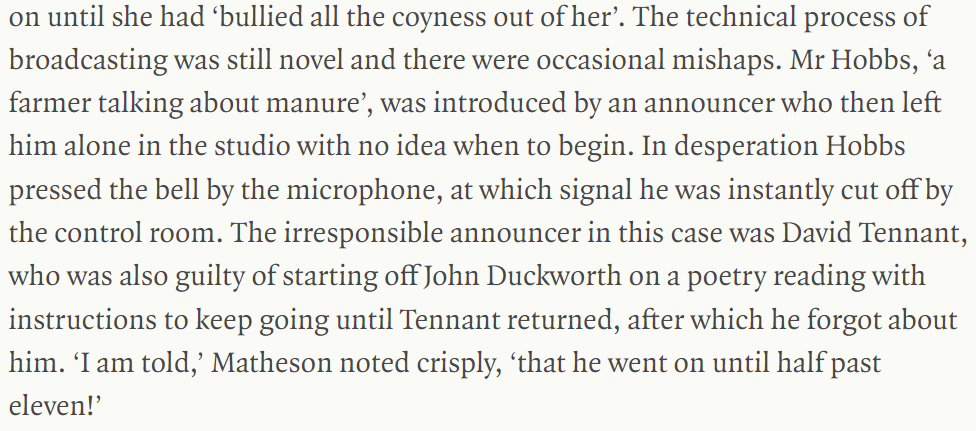 on until she had ‘bullied all the coyness out of her’. The technical process of
broadcasting was still novel and there were occasional mishaps. Mr Hobbs, ‘a
farmer talking about manure’, was introduced by an announcer who then left
him alone in the studio with no idea when to begin. In desperation Hobbs
pressed the bell by the microphone, at which signal he was instantly cut off by
the control room. The irresponsible announcer in this case was David Tennant,
who was also guilty of starting off John Duckworth on a poetry reading with
instructions to keep going until Tennant returned, after which he forgot about
him. ‘I am told,’ Matheson noted crisply, ‘that he went on until half past
eleven!’